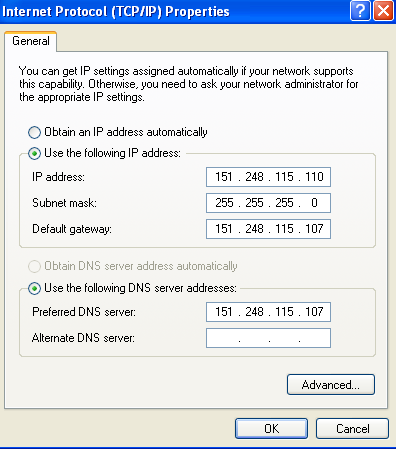 Internet Protocol (TCP/IP) Properties
General
You can get IP settings assigned automatically if your network supports
this capability. Otherwise, you need to ask your network administrator for
the appropriate IP settings.
Obtain an IP address automatically
Use the following IP address:
IP address: 151 . 248 . 115 . 110
Subnet mask: 255 . 255 . 255 . 0
Default gateway: 151 . 248 . 115 . 107
Obtain DNS server address automatically
Use the following DNS server addresses:
Preferred DNS server: 151 . 248 . 115 . 107
Alternate DNS server: . . .
Advanced...
OK Cancel